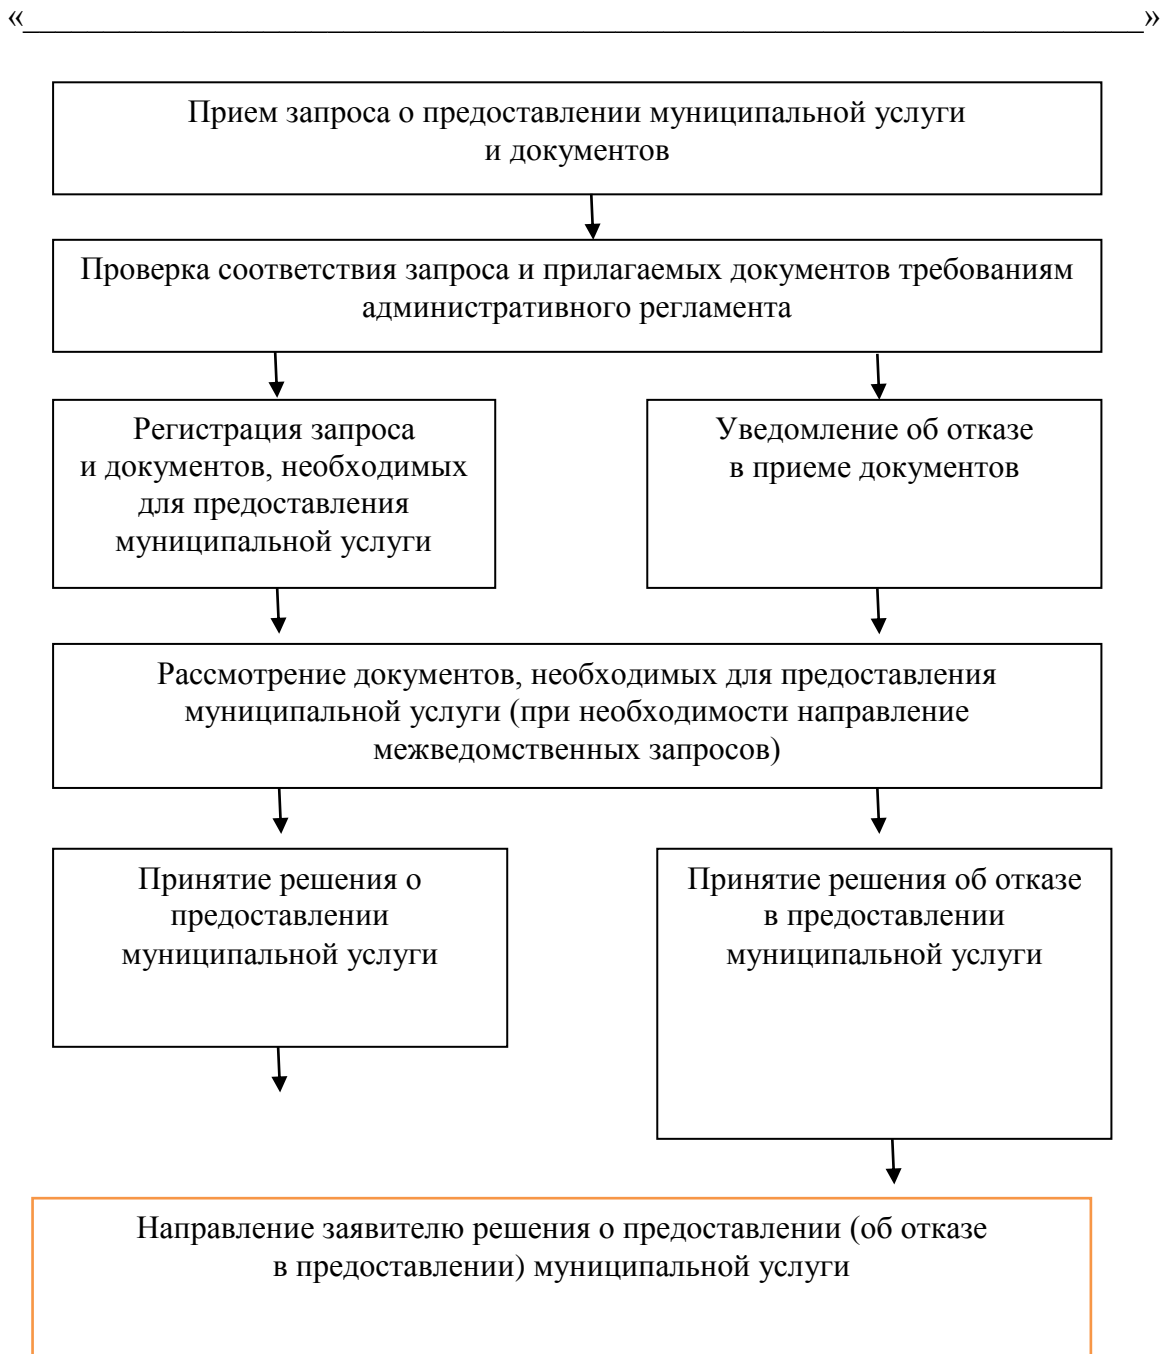 «______________________________________________________________________»
Прием запроса о предоставлении муниципальной услуги
и документов
Проверка соответствия запроса и прилагаемых документов требованиям
административного регламента
Регистрация запроса
и документов, необходимых
для предоставления
муниципальной услуги
Уведомление об отказе
в приеме документов
Рассмотрение документов, необходимых для предоставления
муниципальной услуги (при необходимости направление
межведомственных запросов)
Принятие решения о
предоставлении
муниципальной услуги
Принятие решения об отказе
в предоставлении
муниципальной услуги
Направление заявителю решения о предоставлении (об отказе
в предоставлении) муниципальной услуги